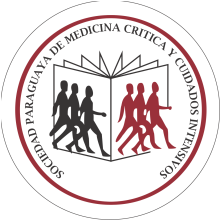 SOCIEDAD PARAGUAYA DE MEDICINA CRITICA Y CUIDADOS INTENSIVOS